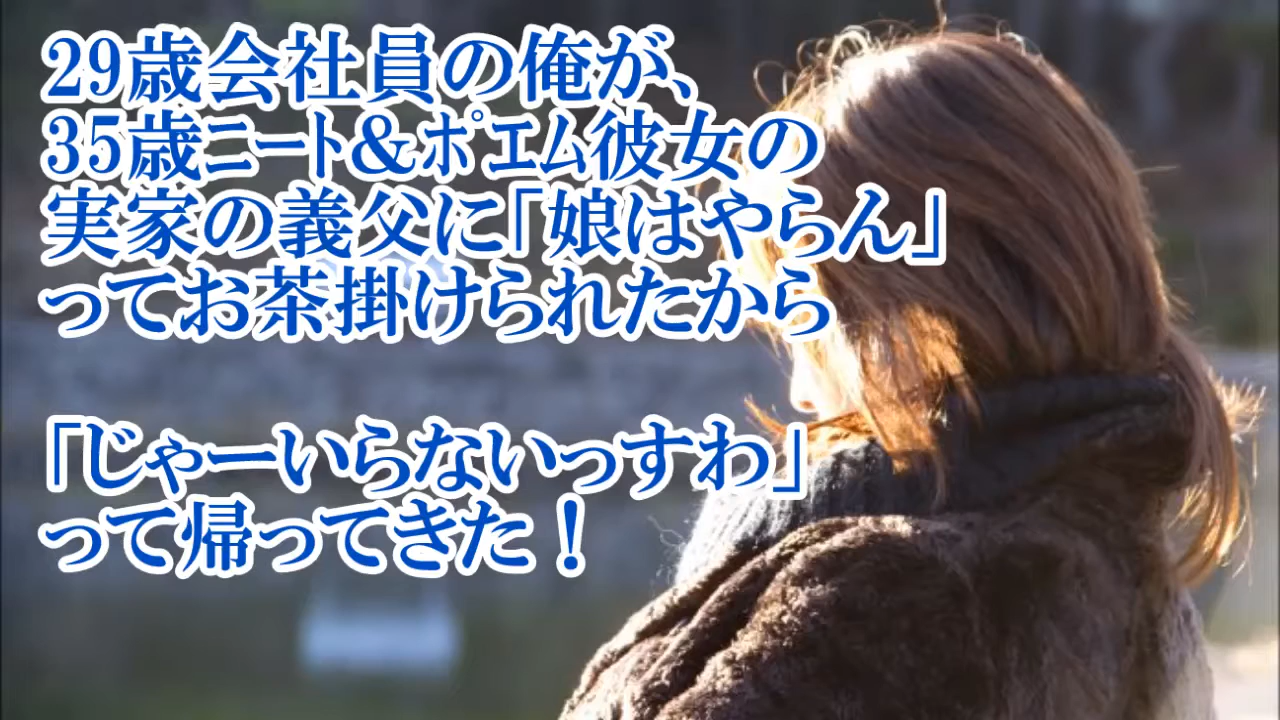 29歳会社員の俺が、
35歳ﾆｰﾄ&ﾎﾟｴﾑ彼女の
実家の義父に「娘はやらん」
ってお茶掛けられたから
「じゃーいらないっすわ」
って帰ってきた！